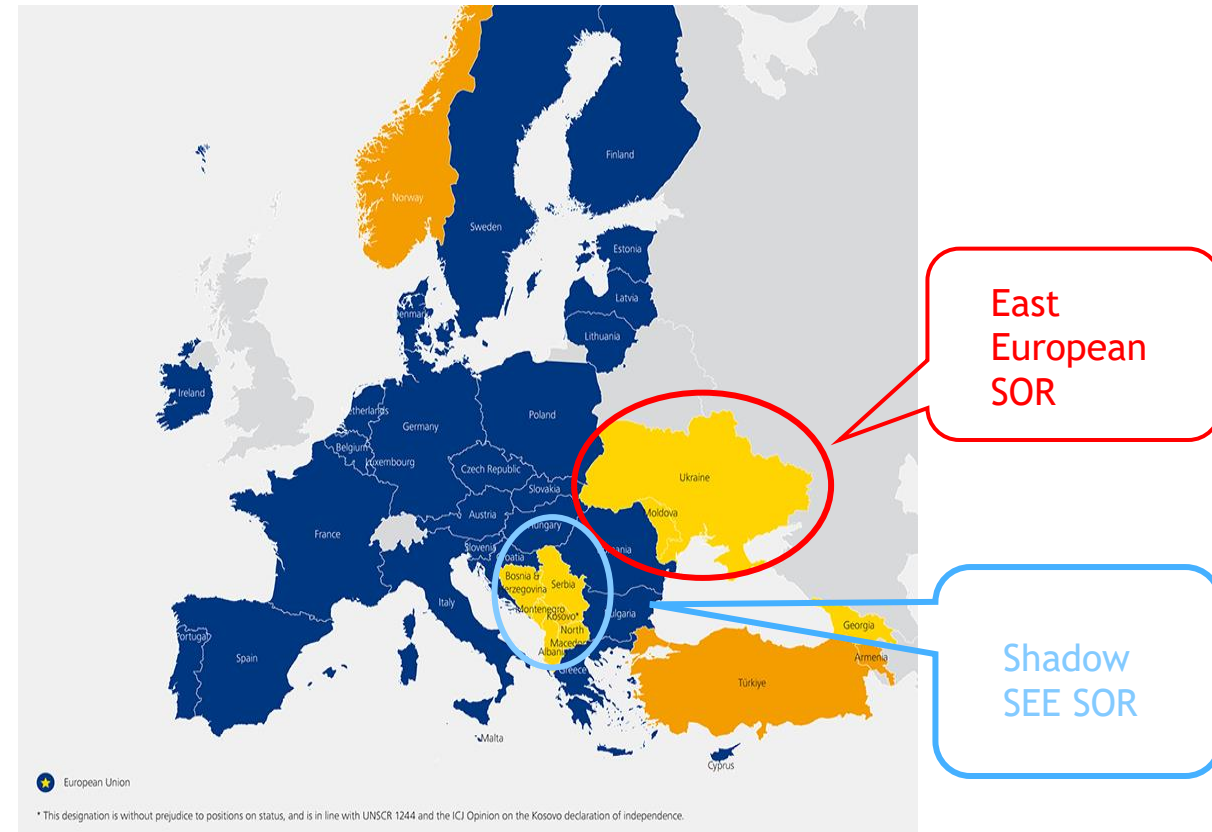 Finland
Norway
Sweden
Estonia
Latvia
Denmark
Lithuania
Ireland
Netherlands
Poland
Germany
Belgium
Luxembourg
Czech Republic
Ukraine
Slovakia
Moldova
Austria
Hungary
France
Slovenia
Romania
Croatia
Bosnia &
Herzegovina
Serbia
Italy
Montenegro
Kosovo*
Bulgaria
North
Macedonia
Georgia
Portugal
Albania
Armenia
Spain
Greece
Türkiye
Malta
Cyprus
East
European
SOR
Shadow
SEE SOR
European Union
* This designation is without prejudice to positions on status, and is in line with UNSCR 1244 and the ICJ Opinion on the Kosovo declaration of independence.